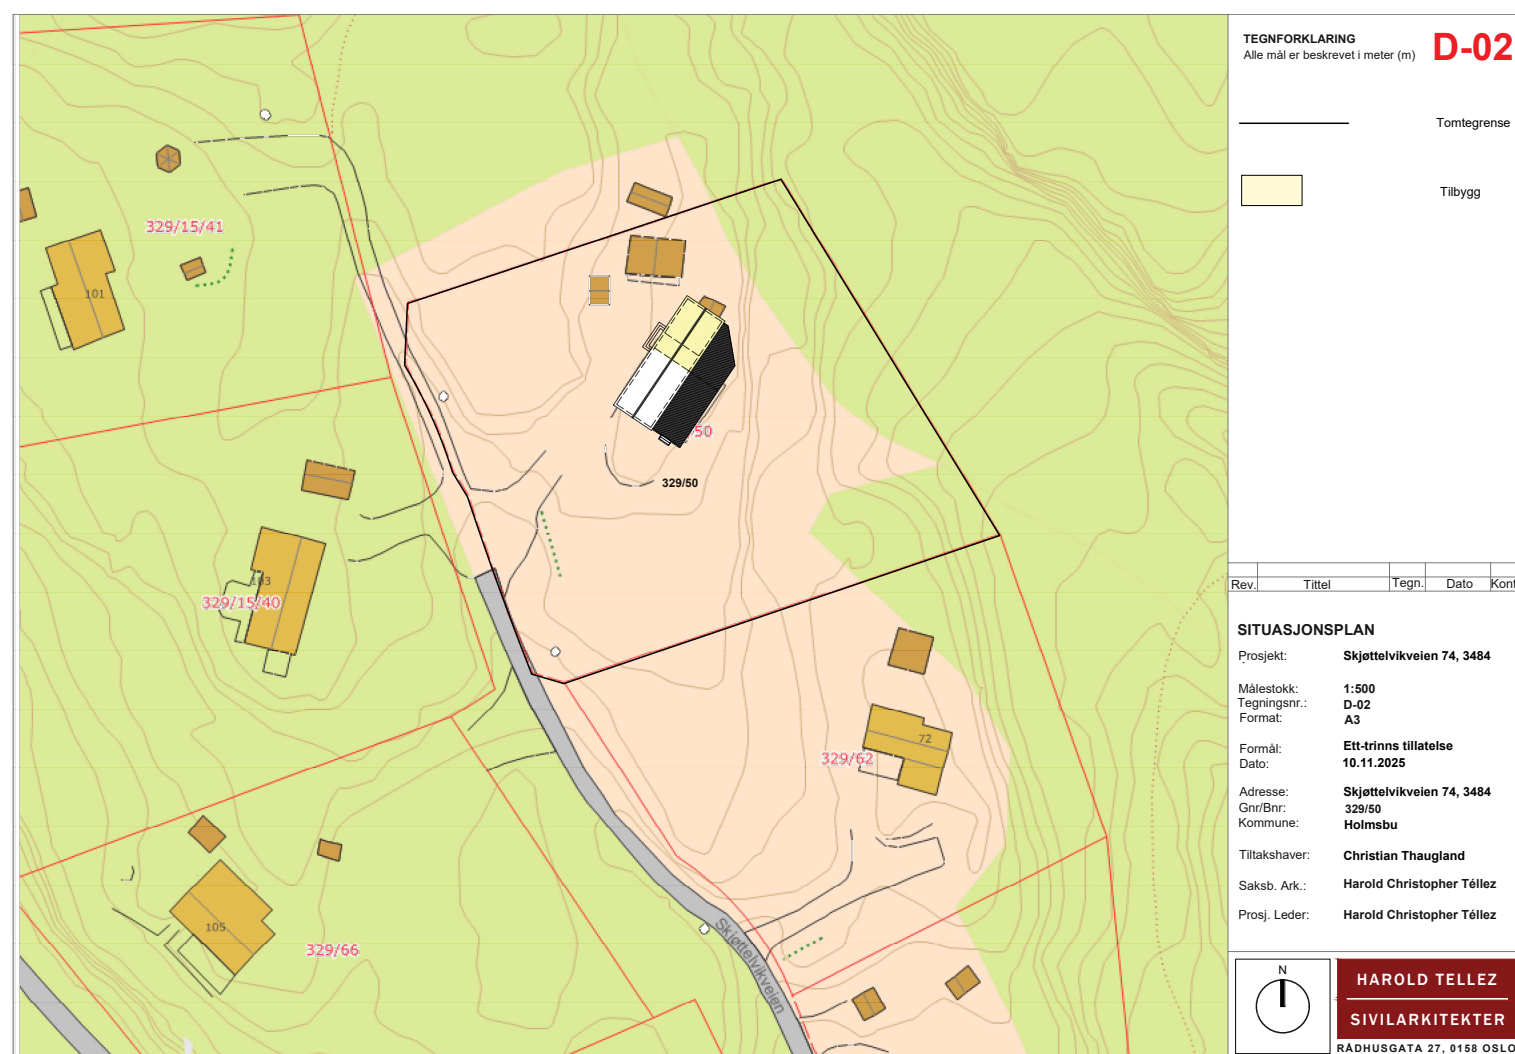 TEGNFORKLARING
Alle mål er beskrevet i meter (m)
D-02
Tomtegrense
Tilbygg
329/15/41
101
50
329/50
103
329/15/40
72
329/62
105
329/66
Skjøttelvikveien
Rev. Tittel Tegn. Dato Kont
SITUASJONSPLAN
Prosjekt: Skjøttelvikveien 74, 3484
Målestokk: 1:500
Tegningsnr.: D-02
Format: A3
Formål: Ett-trinns tillatelse
Dato: 10.11.2025
Adresse: Skjøttelvikveien 74, 3484
Gnr/Bnr: 329/50
Kommune: Holmsbu
Tiltakshaver: Christian Thaugland
Saksb. Ark.: Harold Christopher Téllez
Prosj. Leder: Harold Christopher Téllez
N
HAROLD TELLEZ
SIVILARKITEKTER
RÅDHUSGATA 27, 0158 OSLO